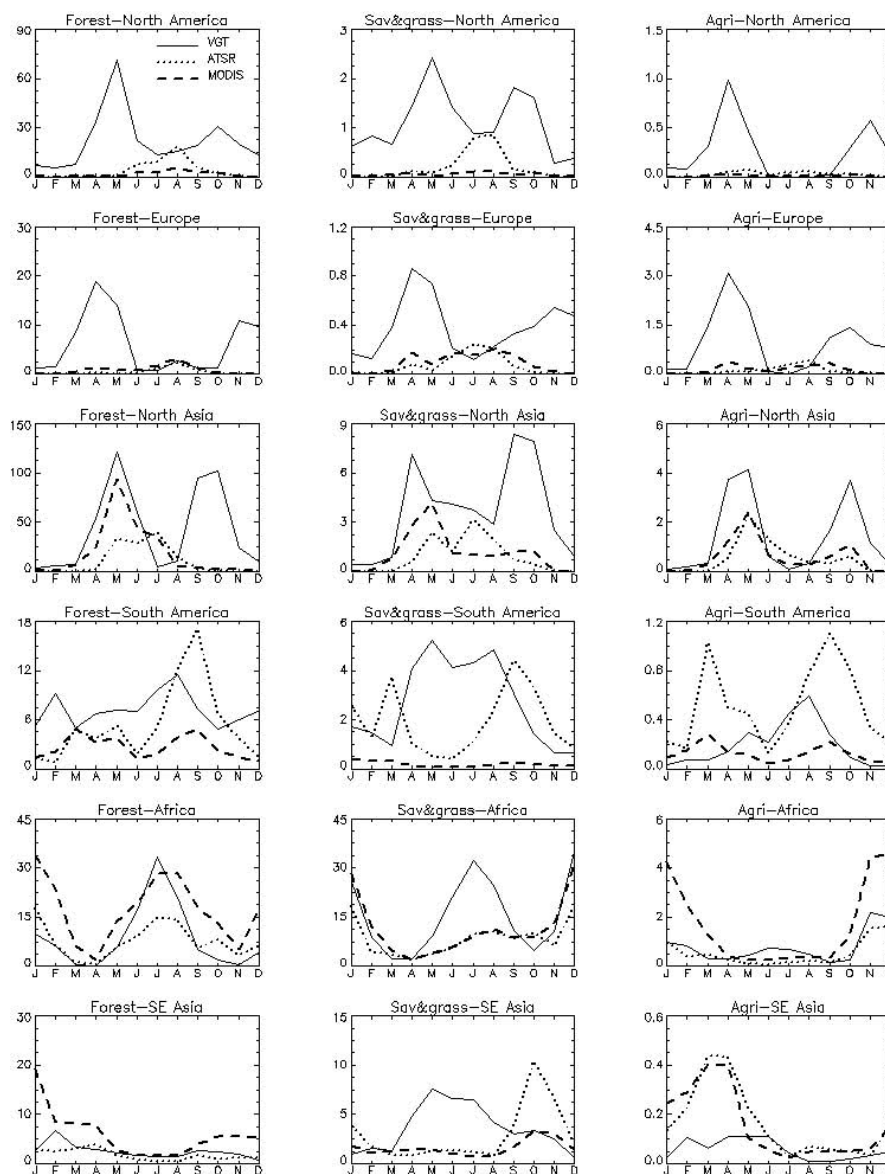 Forest—North America
Sav&grass—North America
Agri—North America
90
60
30
0
VGT
ATSR
MODIS
J F M A M J J A S O N D
3
2
1
0
J F M A M J J A S O N D
1.5
1.0
0.5
0.0
J F M A M J J A S O N D
Forest—Europe
Sav&grass—Europe
Agri—Europe
30
20
10
0
J F M A M J J A S O N D
1.2
0.8
0.4
0.0
J F M A M J J A S O N D
4.5
3.0
1.5
0.0
J F M A M J J A S O N D
Forest—North Asia
Sav&grass—North Asia
Agri—North Asia
150
100
50
0
J F M A M J J A S O N D
9
6
3
0
J F M A M J J A S O N D
6
4
2
0
J F M A M J J A S O N D
Forest—South America
Sav&grass—South America
Agri—South America
18
12
6
0
J F M A M J J A S O N D
6
4
2
0
J F M A M J J A S O N D
1.2
0.8
0.4
0.0
J F M A M J J A S O N D
Forest—Africa
Sav&grass—Africa
Agri—Africa
45
30
15
0
J F M A M J J A S O N D
45
30
15
0
J F M A M J J A S O N D
6
4
2
0
J F M A M J J A S O N D
Forest—SE Asia
Sav&grass—SE Asia
Agri—SE Asia
30
20
10
0
J F M A M J J A S O N D
15
10
5
0
J F M A M J J A S O N D
0.6
0.4
0.2
0.0
J F M A M J J A S O N D